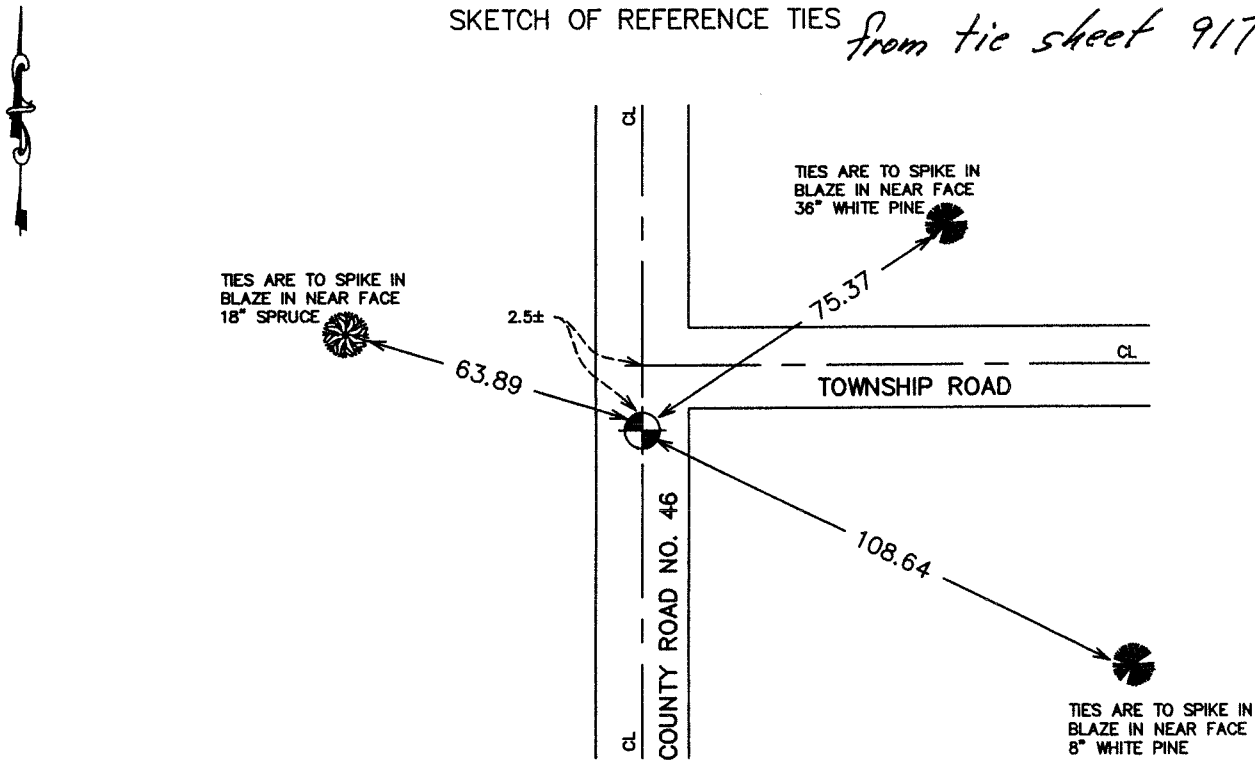 SKETCH OF REFERENCE TIES from tie sheet 917
CL
TIES ARE TO SPIKE IN
BLAZE IN NEAR FACE
36" WHITE PINE
TIES ARE TO SPIKE IN
BLAZE IN NEAR FACE
18" SPRUCE
2.5±
75.37
63.89
CL
TOWNSHIP ROAD
COUNTY ROAD NO. 46
108.64
CL
TIES ARE TO SPIKE IN
BLAZE IN NEAR FACE
8" WHITE PINE